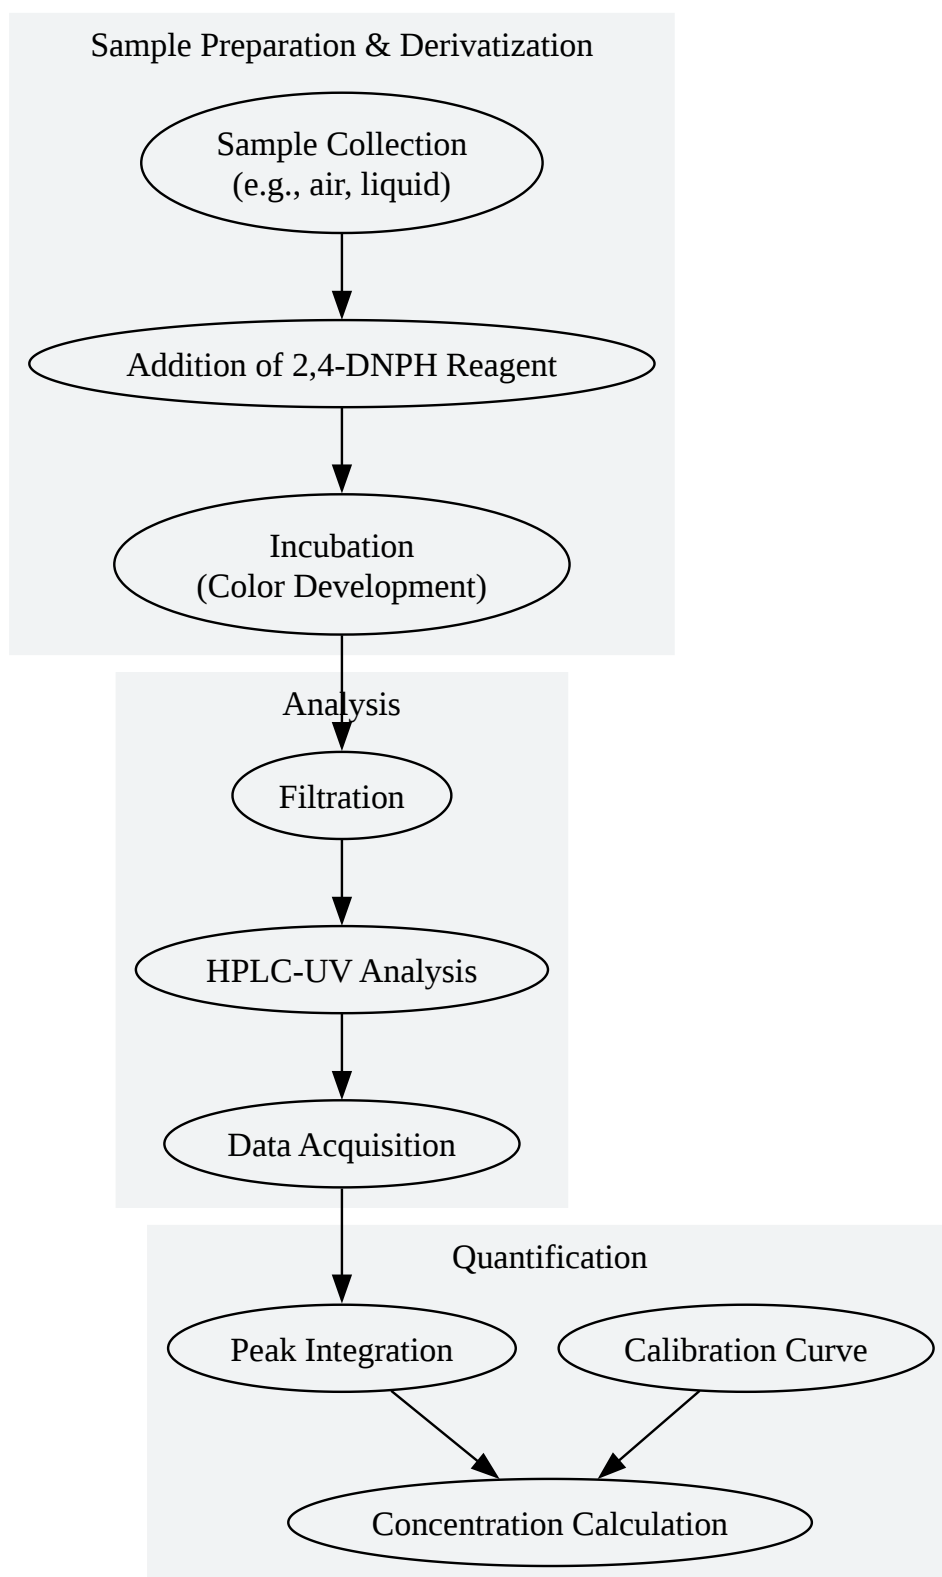 Sample Preparation & Derivatization
Sample Collection
(e.g., air, liquid)
Addition of 2,4-DNPH Reagent
Incubation
(Color Development)
Analysis
Filtration
HPLC-UV Analysis
Data Acquisition
Quantification
Peak Integration
Calibration Curve
Concentration Calculation